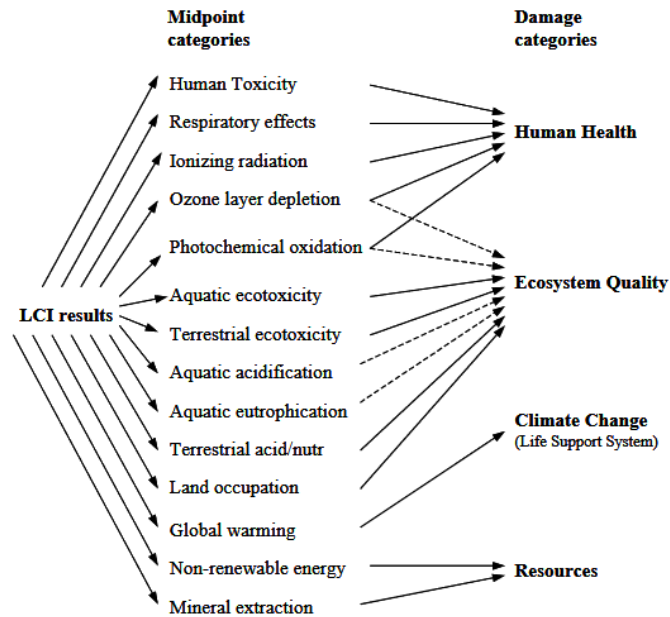 Midpoint
categories
Damage
categories
Human Toxicity
Respiratory effects
Human Health
Ionizing radiation
Ozone layer depletion
Photochemical oxidation
Ecosystem Quality
Aquatic ecotoxicity
LCI results
Terrestrial ecotoxicity
Aquatic acidification
Aquatic eutrophication
Climate Change
(Life Support System)
Terrestrial acid/nutr
Land occupation
Global warming
Non-renewable energy
Resources
Mineral extraction